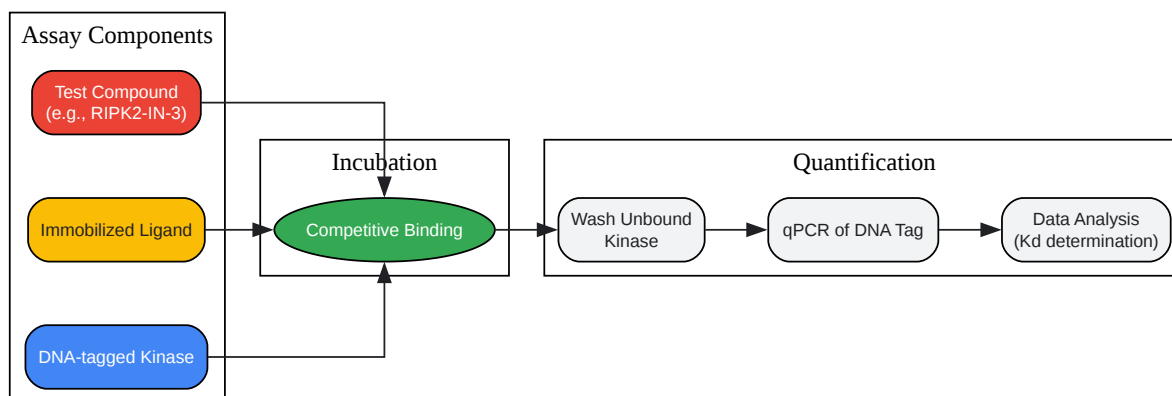 Assay Components
Test Compound
(e.g., RIPK2-IN-3)
Immobilized Ligand
DNA-tagged Kinase
Incubation
Competitive Binding
Quantification
Wash Unbound
Kinase
qPCR of DNA Tag
Data Analysis
(Kd determination)